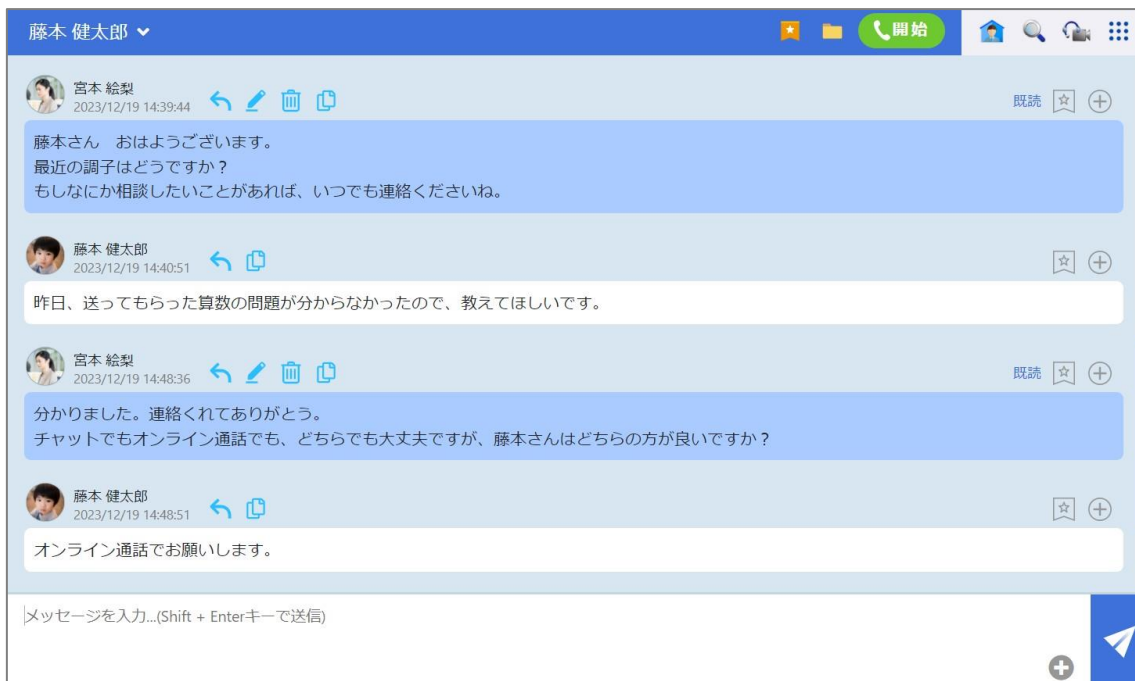 藤本 健太郎
開始
宮本 絵梨
2023/12/19 14:39:44
既読
藤本さん　おはようございます。
最近の調子はどうですか？
もしなにか相談したいことがあれば、いつでも連絡くださいね。
藤本 健太郎
2023/12/19 14:40:51
昨日、送ってもらった算数の問題が分からなかったので、教えてほしいです。
宮本 絵梨
2023/12/19 14:48:36
既読
分かりました。連絡くれてありがとう。
チャットでもオンライン通話でも、どちらでも大丈夫ですが、藤本さんはどちらの方が良いですか？
藤本 健太郎
2023/12/19 14:48:51
オンライン通話でお願いします。
メッセージを入力...(Shift + Enterキーで送信)